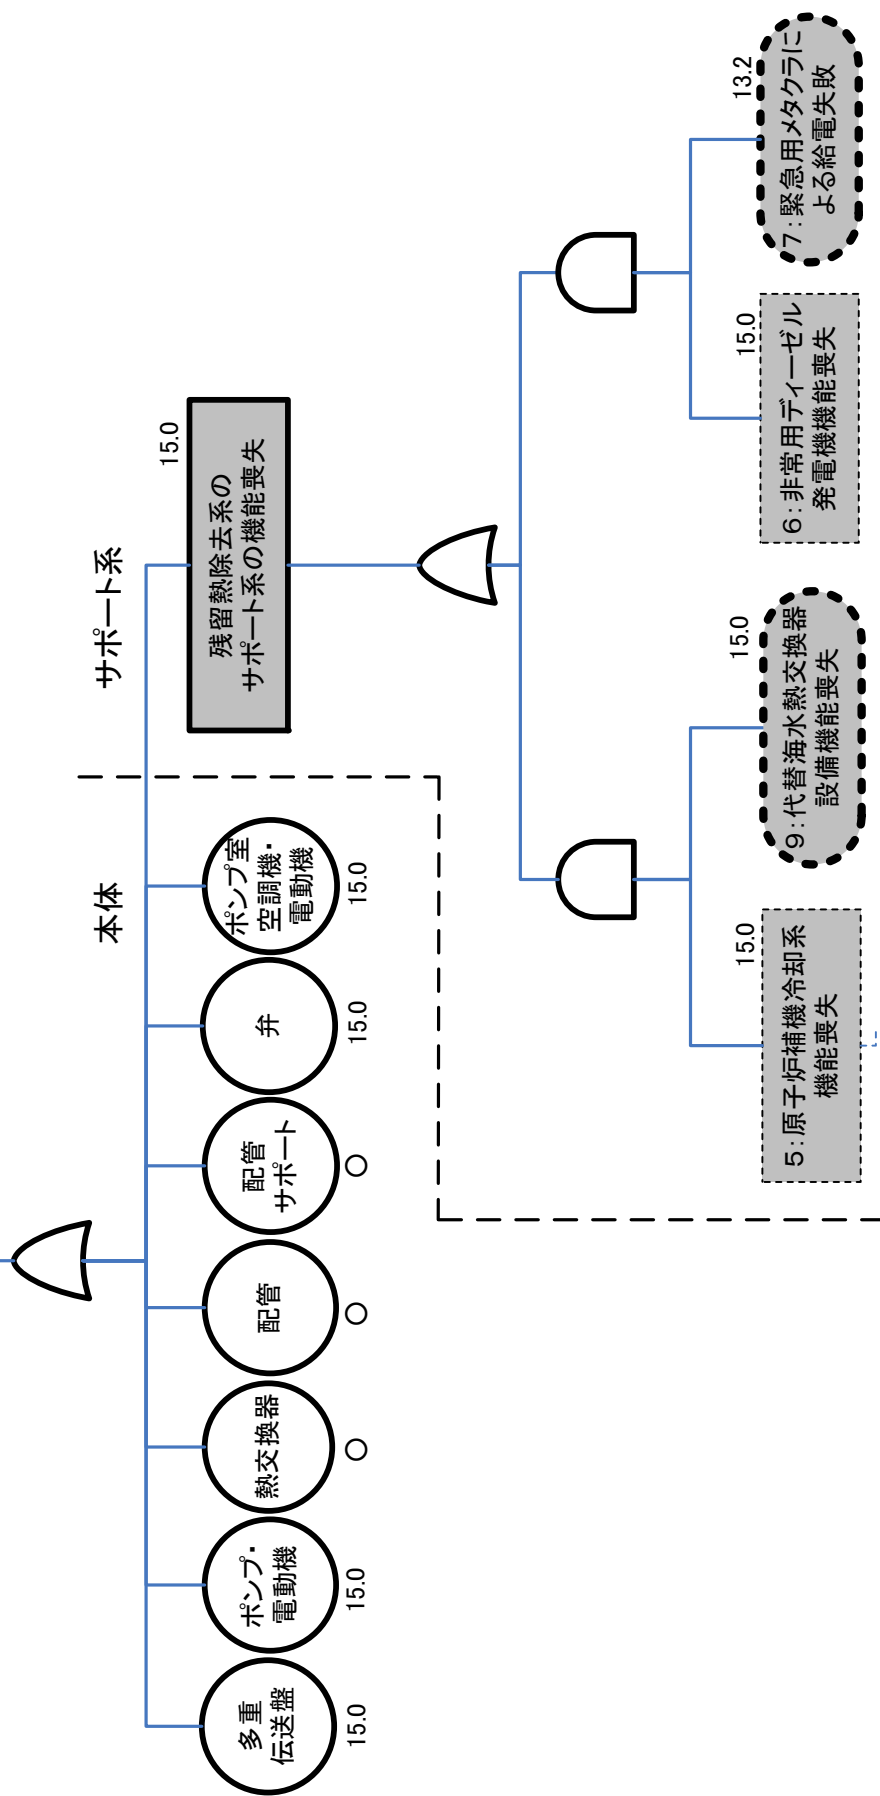 本体
サポート系
多重
伝送盤
15.0
ポンプ・
電動機
15.0
熱交換器
○
配管
○
配管
サポート
○
弁
15.0
ポンプ室
空調機・
電動機
15.0
15.0
残留熱除去系の
サポート系の機能喪失
15.0
5:原子炉補機冷却系
機能喪失
15.0
9:代替海水熱交換器
設備機能喪失
15.0
6:非常用ディーゼル
発電機機能喪失
13.2
7:緊急用メタクラに
よる給電失敗